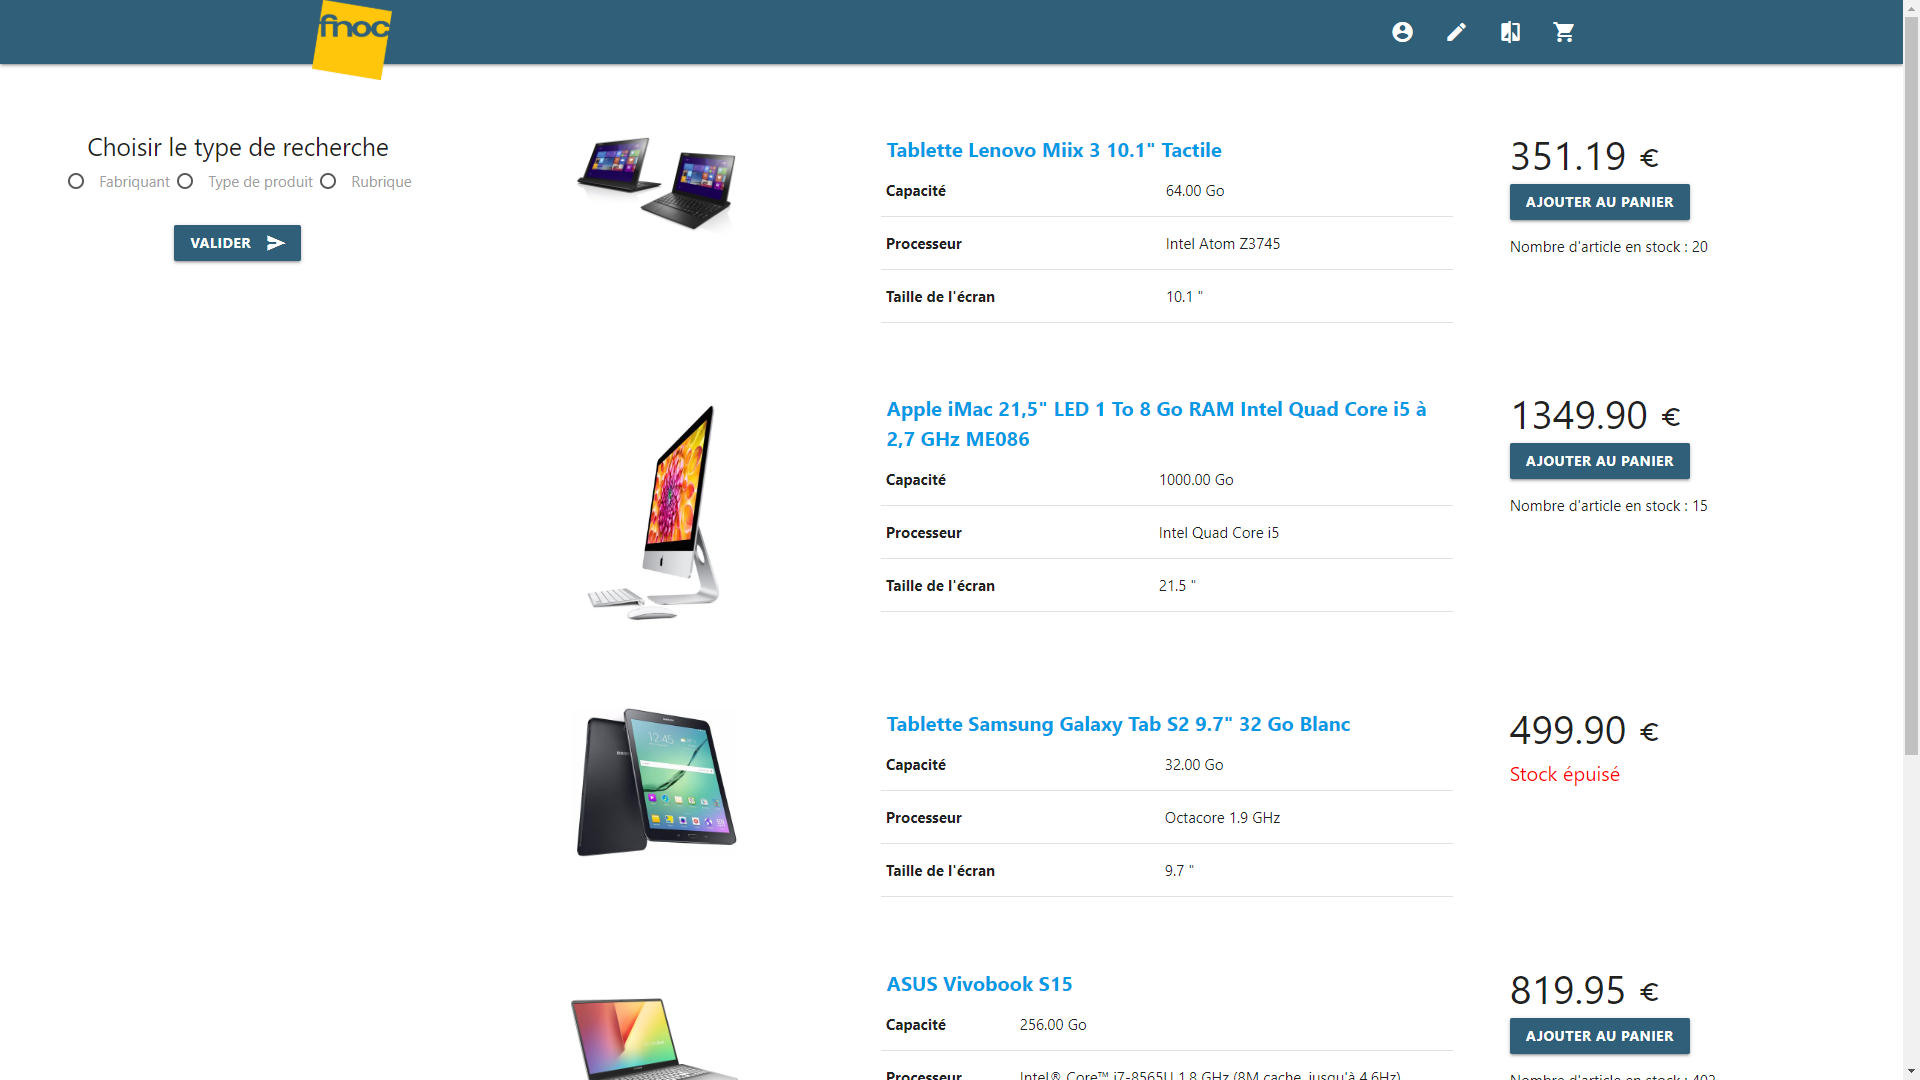 fnoc
Choisir le type de recherche
Fabriquant Type de produit Rubrique
VALIDER
Tablette Lenovo Miix 3 10.1" Tactile
Capacité 64.00 Go
Processeur Intel Atom Z3745
Taille de l'écran 10.1 "
351.19 €
AJOUTER AU PANIER
Nombre d'article en stock : 20
Apple iMac 21,5" LED 1 To 8 Go RAM Intel Quad Core i5 à
2,7 GHz ME086
Capacité 1000.00 Go
Processeur Intel Quad Core i5
Taille de l'écran 21.5 "
1349.90 €
AJOUTER AU PANIER
Nombre d'article en stock : 15
Tablette Samsung Galaxy Tab S2 9.7" 32 Go Blanc
Capacité 32.00 Go
Processeur Octacore 1.9 GHz
Taille de l'écran 9.7 "
499.90 €
Stock épuisé
12:45
ASUS Vivobook S15
Capacité 256.00 Go
Processeur Intel® Core™ i7-8565U 1.8 GHz (8M cache, jusqu'à 4.6Hz)
819.95 €
AJOUTER AU PANIER
Nombre d'article en stock : 402